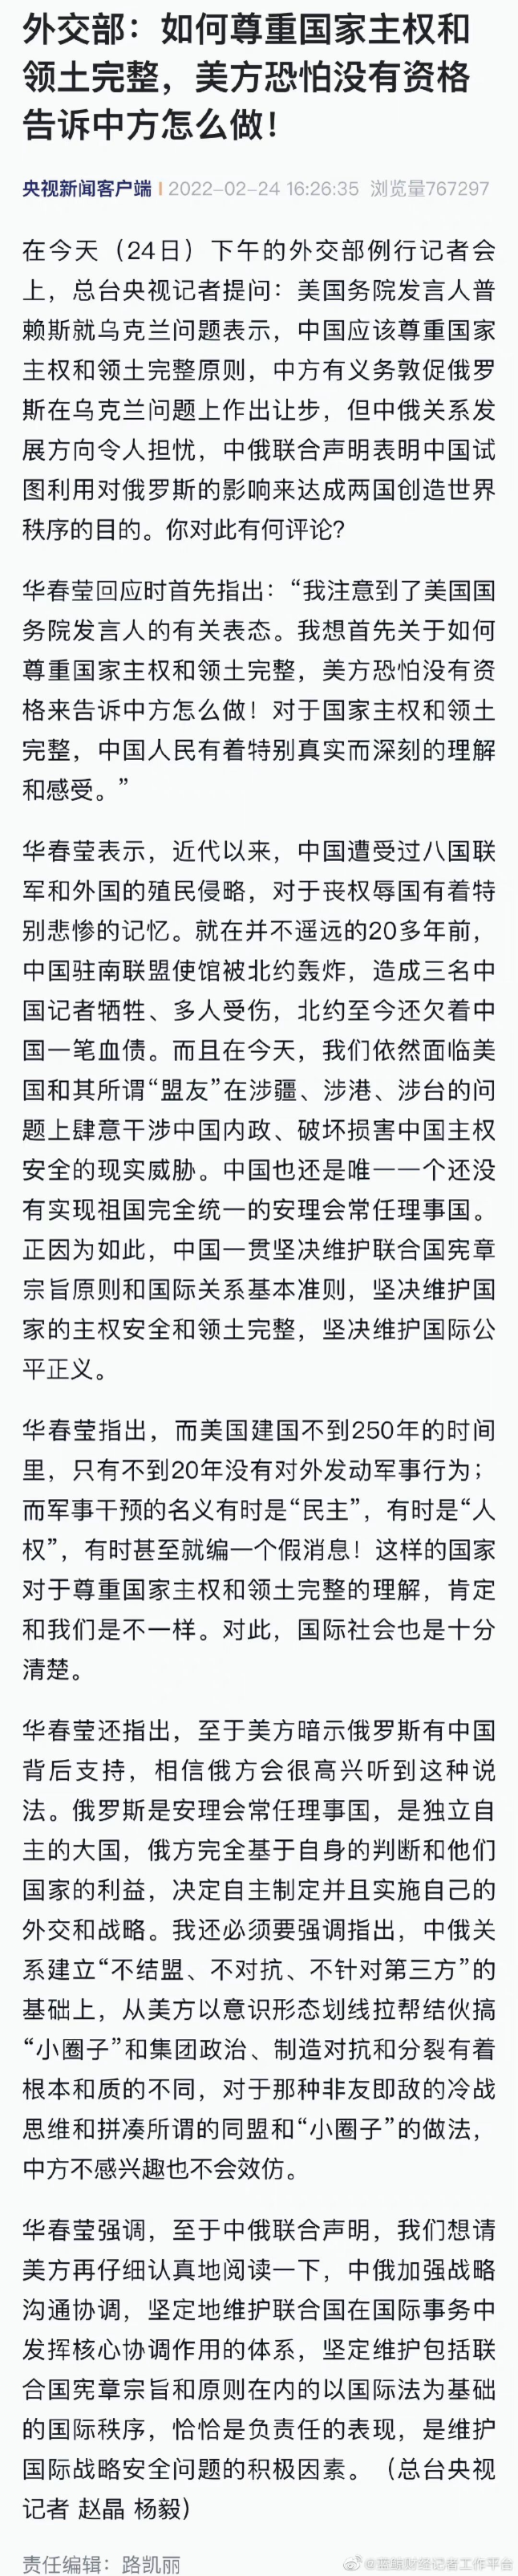 外交部：如何尊重国家主权和
领土完整，美方恐怕没有资格
告诉中方怎么做！
央视新闻客户端 | 2022-02-24 16:26:35 浏览量767297
在今天（24日）下午的外交部例行记者会
上，总台央视记者提问：美国务院发言人普
赖斯就乌克兰问题表示，中国应该尊重国家
主权和领土完整原则，中方有义务敦促俄罗
斯在乌克兰问题上作出让步，但中俄关系发
展方向令人担忧，中俄联合声明表明中国试
图利用对俄罗斯的影响来达成两国创造世界
秩序的目的。你对此有何评论？
华春莹回应时首先指出：“我注意到了美国国
务院发言人的有关表态。我想首先关于如何
尊重国家主权和领土完整，美方恐怕没有资
格来告诉中方怎么做！对于国家主权和领土
完整，中国人民有着特别真实而深刻的理解
和感受。”
华春莹表示，近代以来，中国遭受过八国联
军和外国的殖民侵略，对于丧权辱国有着特
别悲惨的记忆。就在并不遥远的20多年前，
中国驻南联盟使馆被北约轰炸，造成三名中
国记者牺牲、多人受伤，北约至今还欠着中
国一笔血债。而且在今天，我们依然面临美
国和其所谓“盟友”在涉疆、涉港、涉台的问
题上肆意干涉中国内政、破坏损害中国主权
安全的现实威胁。中国也还是唯一一个还没
有实现祖国完全统一的安理会常任理事国。
正因为如此，中国一贯坚决维护联合国宪章
宗旨原则和国际关系基本准则，坚决维护国
家的主权安全和领土完整，坚决维护国际公
平正义。
华春莹指出，而美国建国不到250年的时间
里，只有不到20年没有对外发动军事行为；
而军事干预的名义有时是“民主”，有时是“人
权”，有时甚至就编一个假消息！这样的国家
对于尊重国家主权和领土完整的理解，肯定
和我们是不一样。对此，国际社会也是十分
清楚。
华春莹还指出，至于美方暗示俄罗斯有中国
背后支持，相信俄方会很高兴听到这种说
法。俄罗斯是安理会常任理事国，是独立自
主的大国，俄方完全基于自身的判断和他们
国家的利益，决定自主制定并且实施自己的
外交和战略。我还必须要强调指出，中俄关
系建立“不结盟、不对抗、不针对第三方”的
基础上，从美方以意识形态划线拉帮结伙搞
“小圈子”和集团政治、制造对抗和分裂有着
根本和质的不同，对于那种非友即敌的冷战
思维和拼凑所谓的同盟和“小圈子”的做法，
中方不感兴趣也不会效仿。
华春莹强调，至于中俄联合声明，我们想请
美方再仔细认真地阅读一下，中俄加强战略
沟通协调，坚定地维护联合国在国际事务中
发挥核心协调作用的体系，坚定维护包括联
合国宪章宗旨和原则在内的以国际法为基础
的国际秩序，恰恰是负责任的表现，是维护
国际战略安全问题的积极因素。（总台央视
记者 赵晶 杨毅）
责任编辑：路凯丽
@蓝鲸财经记者工作平台